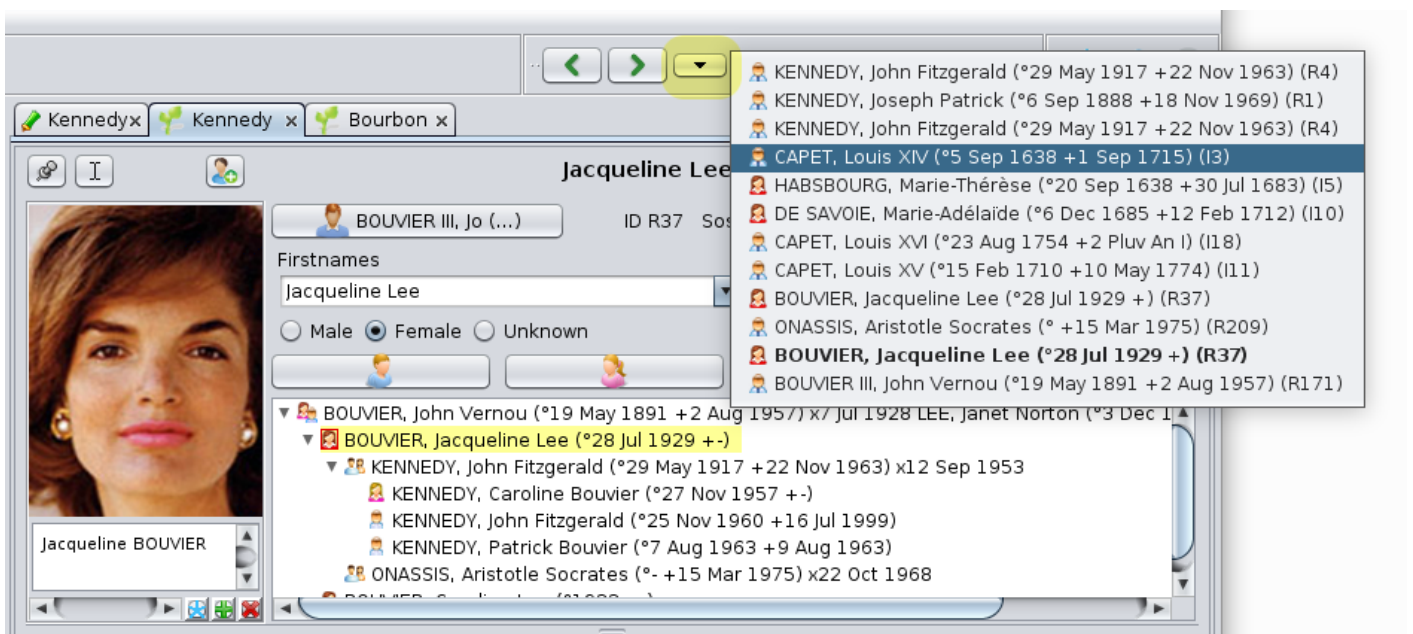 KENNEDY, John Fitzgerald (°29 May 1917 +22 Nov 1963) (R4)
KENNEDY, Joseph Patrick (°6 Sep 1888 +18 Nov 1969) (R1)
KENNEDY, John Fitzgerald (°29 May 1917 +22 Nov 1963) (R4)
CAPET, Louis XIV (°5 Sep 1638 +1 Sep 1715) (I3)
HABSBOURG, Marie-Thérèse (°20 Sep 1638 +30 Jul 1683) (I5)
DE SAVOIE, Marie-Adélaïde (°6 Dec 1685 +12 Feb 1712) (I10)
CAPET, Louis XVI (°23 Aug 1754 +2 Pluv An I) (I18)
CAPET, Louis XV (°15 Feb 1710 +10 May 1774) (I11)
BOUVIER, Jacqueline Lee (°28 Jul 1929 +) (R37)
ONASSIS, Aristotle Socrates (° +15 Mar 1975) (R209)
BOUVIER, Jacqueline Lee (°28 Jul 1929 +) (R37)
BOUVIER III, John Vernou (°19 May 1891 +2 Aug 1957) (R171)
Kennedy x Kennedy x Bourbon x
Jacqueline Lee
BOUVIER III, Jo (...) ID R37 Sos
Firstnames
Jacqueline Lee
Male Female Unknown
BOUVIER, John Vernou (°19 May 1891 +2 Aug 1957) x7 Jul 1928 LEE, Janet Norton (°3 Dec 1
BOUVIER, Jacqueline Lee (°28 Jul 1929 +-)
KENNEDY, John Fitzgerald (°29 May 1917 +22 Nov 1963) x12 Sep 1953
KENNEDY, Caroline Bouvier (°27 Nov 1957 +-)
KENNEDY, John Fitzgerald (°25 Nov 1960 +16 Jul 1999)
KENNEDY, Patrick Bouvier (°7 Aug 1963 +9 Aug 1963)
ONASSIS, Aristotle Socrates (°- +15 Mar 1975) x22 Oct 1968
Jacqueline BOUVIER